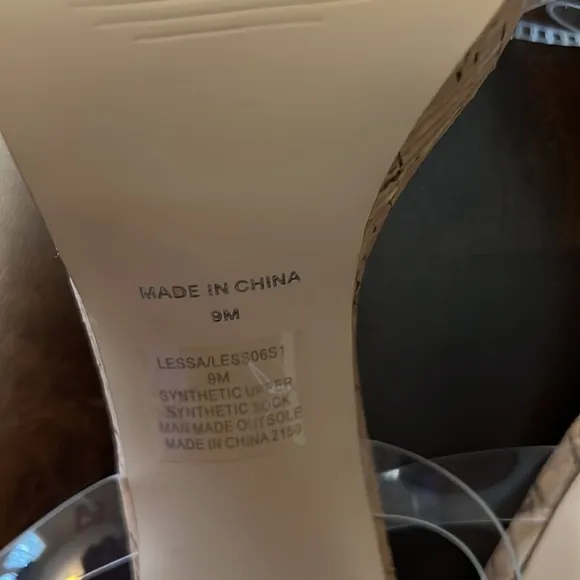 MADE IN CHINA
9M
LESSA/LESS06S1
9M
SYNTHETIC UPPER
SYNTHETIC SOCK
MAN MADE OUTSOLE
MADE IN CHINA 2150